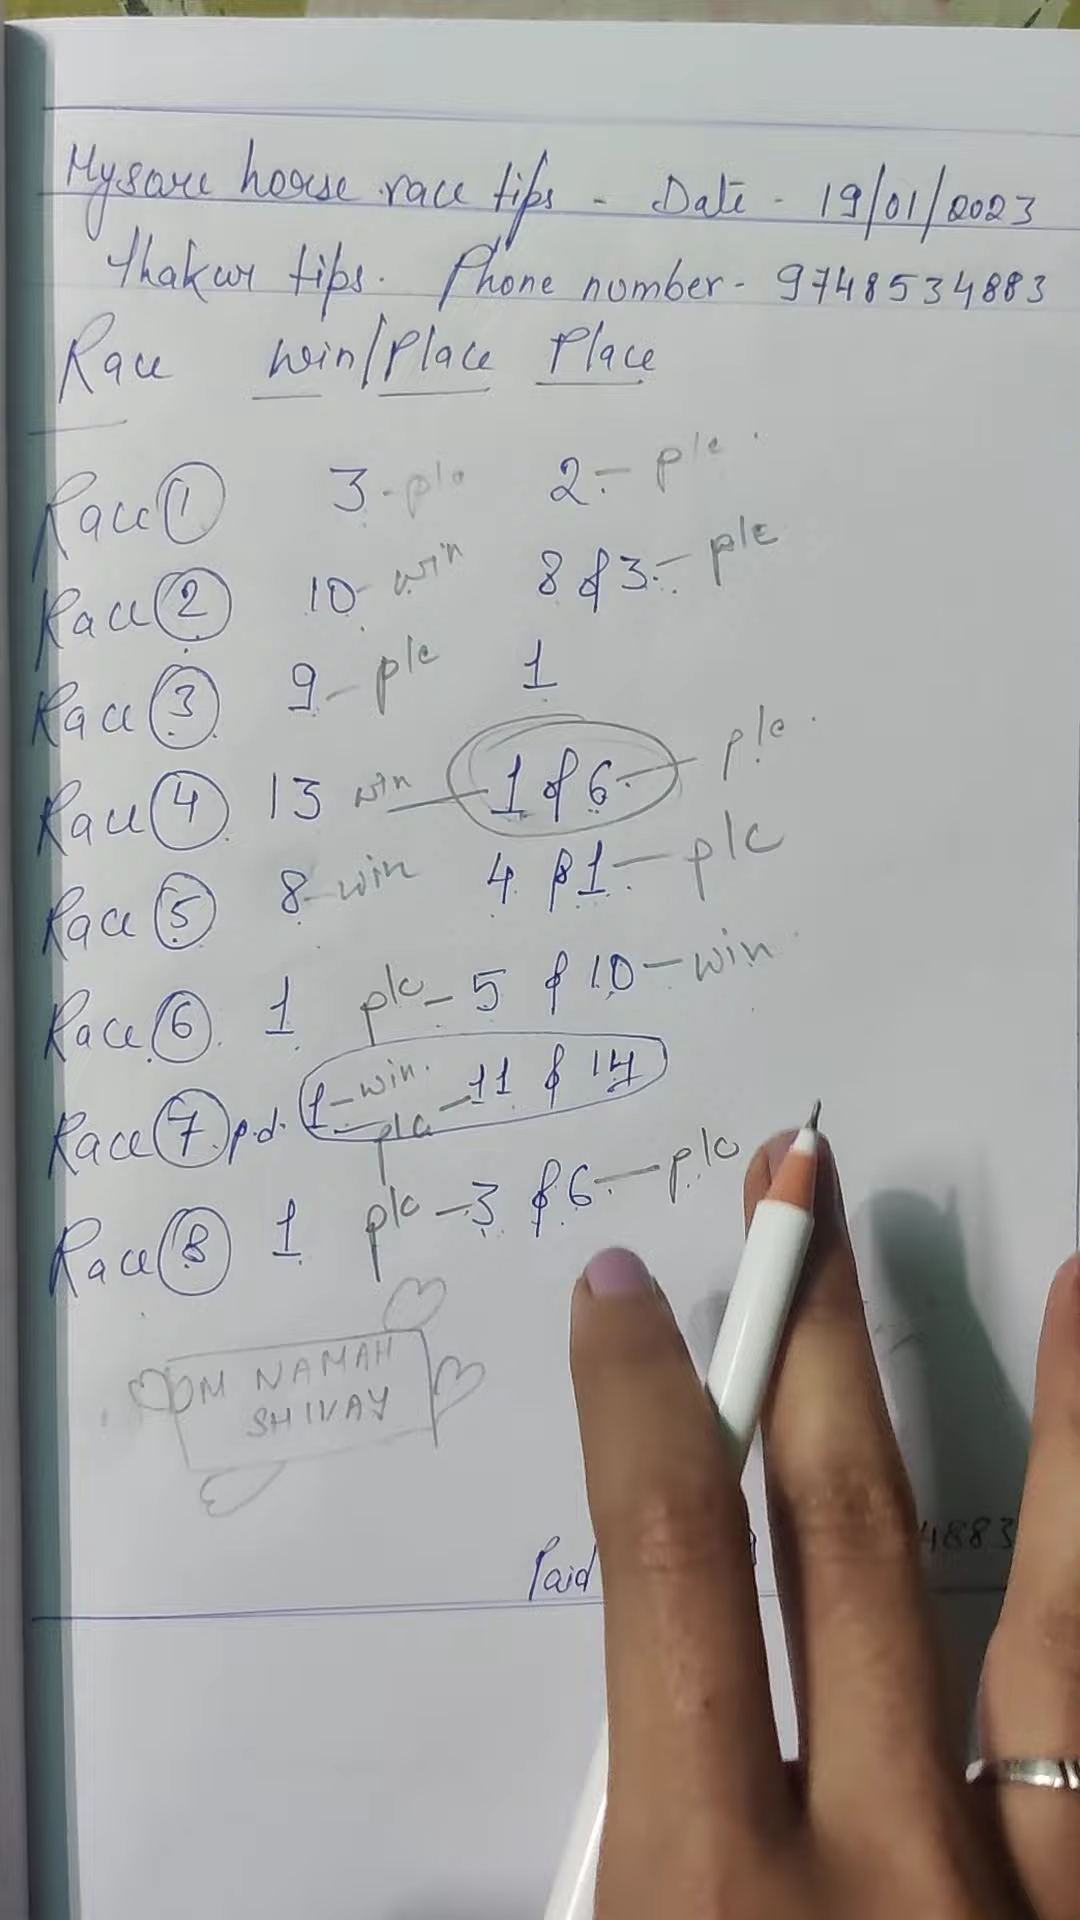 Mysore horse race tips - Date - 19/01/2023
Thakur tips. Phone number - 9748534883
Race win/Place Place
Race 1 3 - plc 2 - plc.
Race 2 10 - win 8 & 3 - plc
Race 3 9 - plc 1
Race 4 13 win 1 & 6 - plc.
Race 5 8 - win 4 & 1 - plc
Race 6. 1 plc - 5 & 10 - win
Race 7 p.d. 1 - win. plc - 11 & 14
Race 8 1 plc - 3 & 6 - plc
OM NAMAH
SHIVAY
Paid 4883